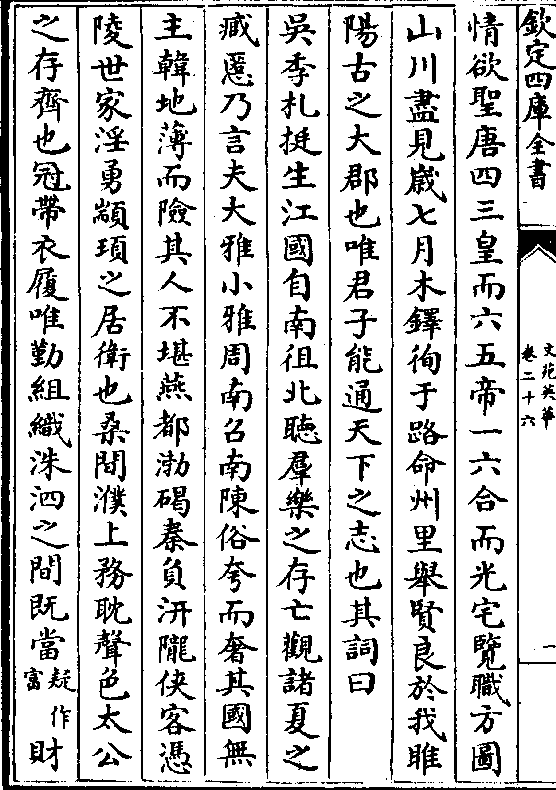 欽定四庫全書
文苑英華
卷二十六
一
情欲聖唐四三皇而六五帝一六合而光宅覽職方圖
山川盡見嵗七月木鐸徇于路命州里舉賢良於我睢
陽古之大郡也唯君子能通天下之志也其詞曰
吳季札挺生江國自南徂北聴羣樂之存亡觀諸夏之
臧慝乃言夫大雅小雅周南召南陳俗夸而奢其國無
主韓地薄而險其人不堪燕都渤碣秦負汧隴俠客憑
陵世家淫勇顓頊之居衛也桑間濮上務耽聲色太公
之存齊也冠帶衣履唯勤組織洙泗之間既當疑作富財